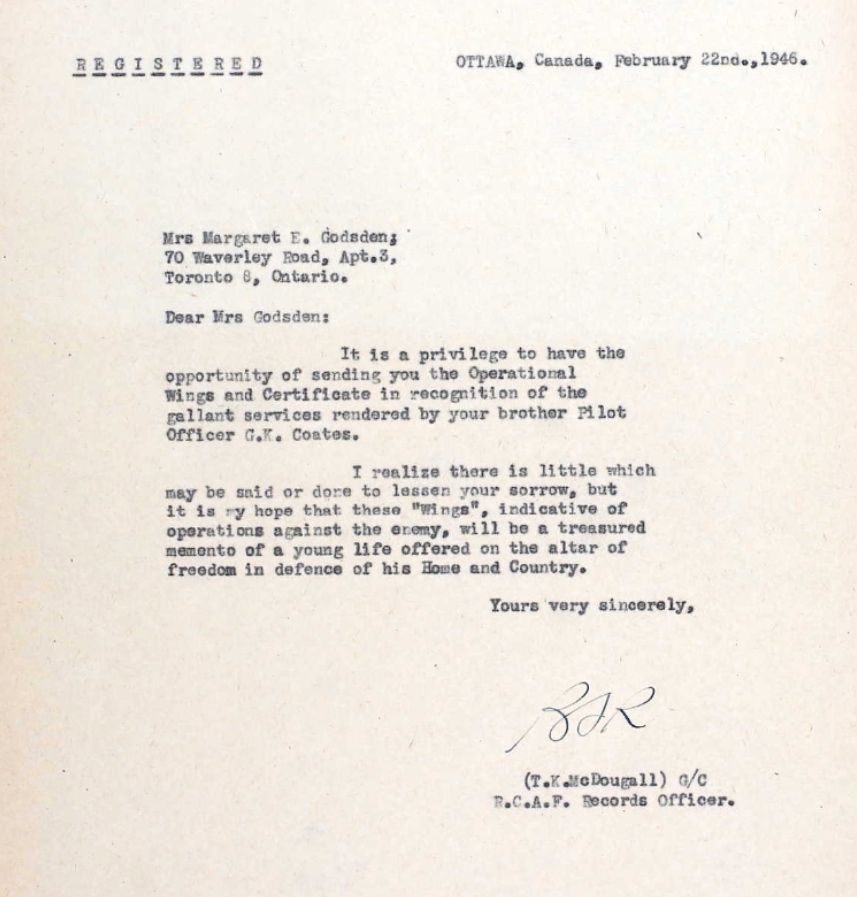 REGISTERED
OTTAWA, Canada, February 22nd.,1946.
Mrs Margaret E. Godsden;
70 Waverley Road, Apt.3,
Toronto 8, Ontario.
Dear Mrs Godsden:
It is a privilege to have the
opportunity of sending you the Operational
Wings and Certificate in recognition of the
gallant services rendered by your brother Pilot
Officer G.K. Coates.
I realize there is little which
may be said or done to lessen your sorrow, but
it is my hope that these "Wings", indicative of
operations against the enemy, will be a treasured
memento of a young life offered on the altar of
freedom in defence of his Home and Country.
Yours very sincerely,
(T.K.McDougall) G/C
R.C.A.F. Records Officer.